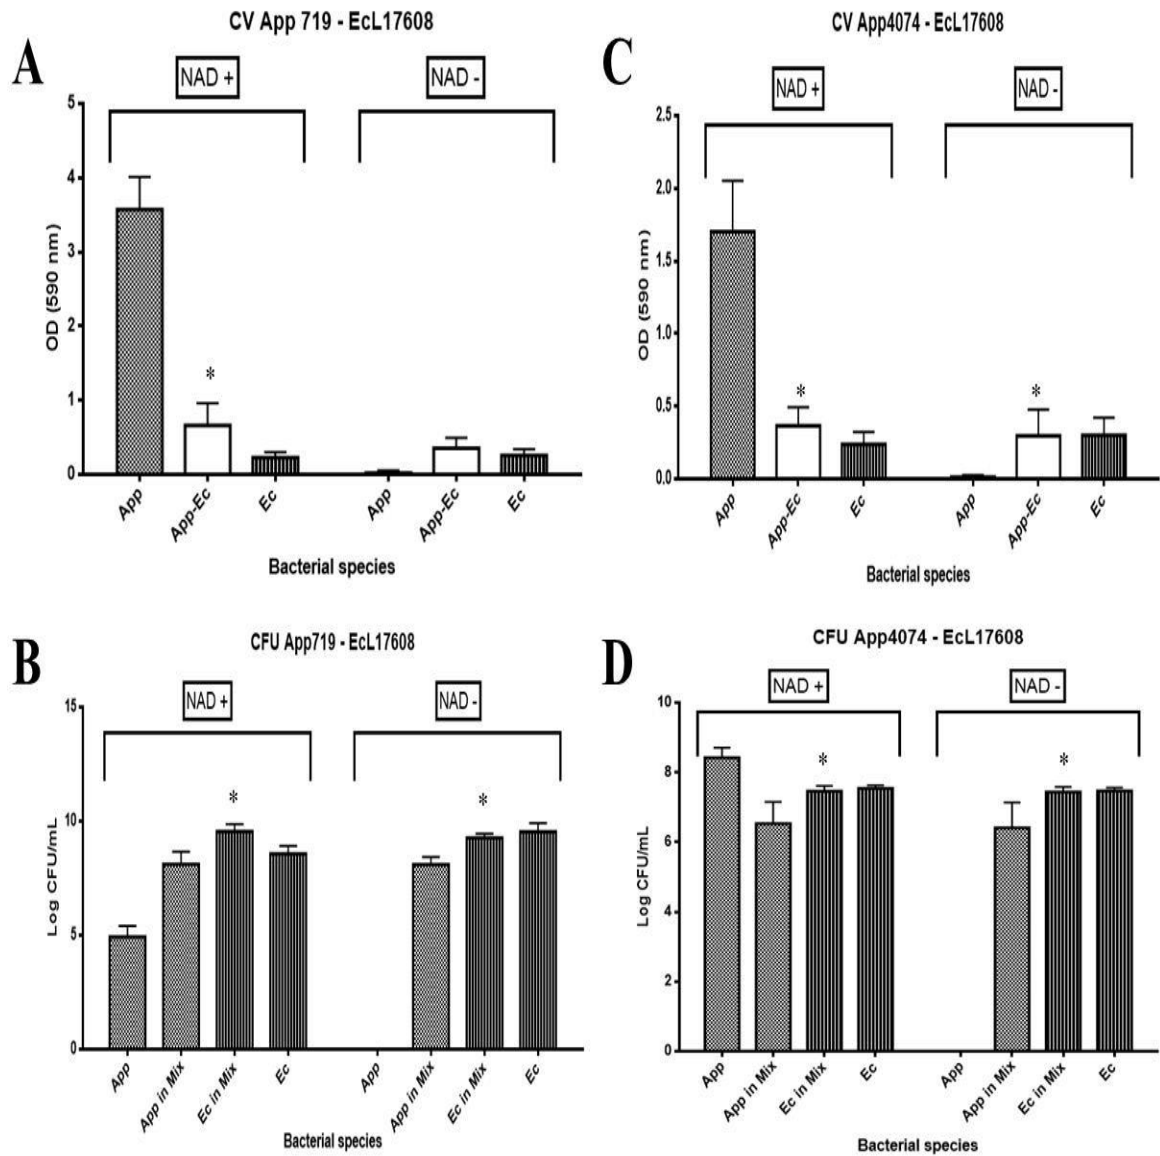 A
CV App 719 - EcL17608
NAD +
NAD -
OD (590 nm)
5
4
3
2
1
0
*
App
App-Ec
Ec
App
App-Ec
Ec
Bacterial species
C
CV App4074 - EcL17608
NAD +
NAD -
OD (590 nm)
2.5
2.0
1.5
1.0
0.5
0.0
*
*
App
App-Ec
Ec
App
App-Ec
Ec
Bacterial species
B
CFU App719 - EcL17608
NAD +
NAD -
Log CFU/mL
15
10
5
0
*
*
App
App in Mix
Ec in Mix
Ec
App
App in Mix
Ec in Mix
Ec
Bacterial species
D
CFU App4074 - EcL17608
NAD +
NAD -
Log CFU/mL
10
8
6
4
2
0
*
*
App
App in Mix
Ec in Mix
Ec
App
App in Mix
Ec in Mix
Ec
Bacterial species